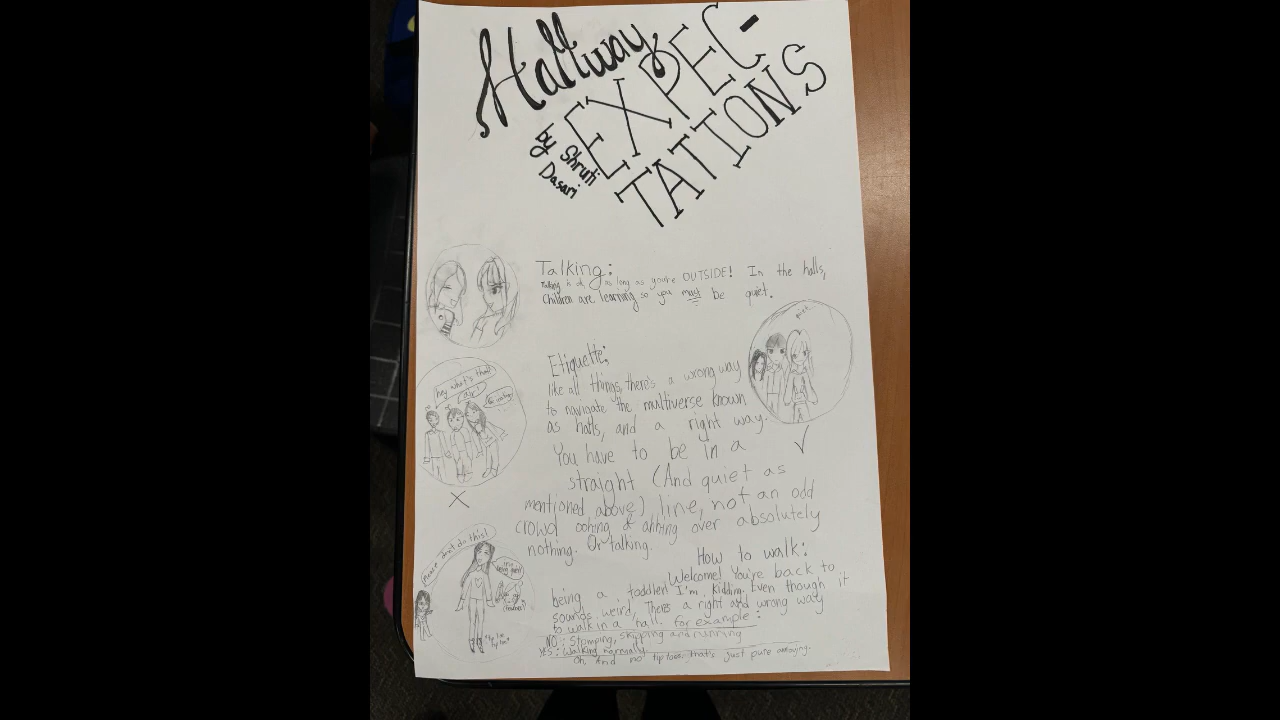 Hallway
EXPEC-
TATIONS
by Shruti
Dasari
Talking:
Talking is ok, as long as you're OUTSIDE! In the halls,
Children are learning so you must be quiet.
quiet
Etiquette:
like all things, there's a wrong way
to navigate the multiverse known
as halls, and a right way.
You have to be in a
straight (And quiet as
mentioned above) line, not an odd
crowd oohing & ahhing over absolutely
nothing. Or talking.
hey what's that?
Please don't do this!
How to walk:
Welcome! You're back to
being a toddler! I'm kidding. Even though it
sounds weird, There's a right and wrong way
to walk in a hall. for example:
NO: Stomping, skipping and running
YES: Walking normally.
Oh, And no tiptoes. that's just pure annoying.